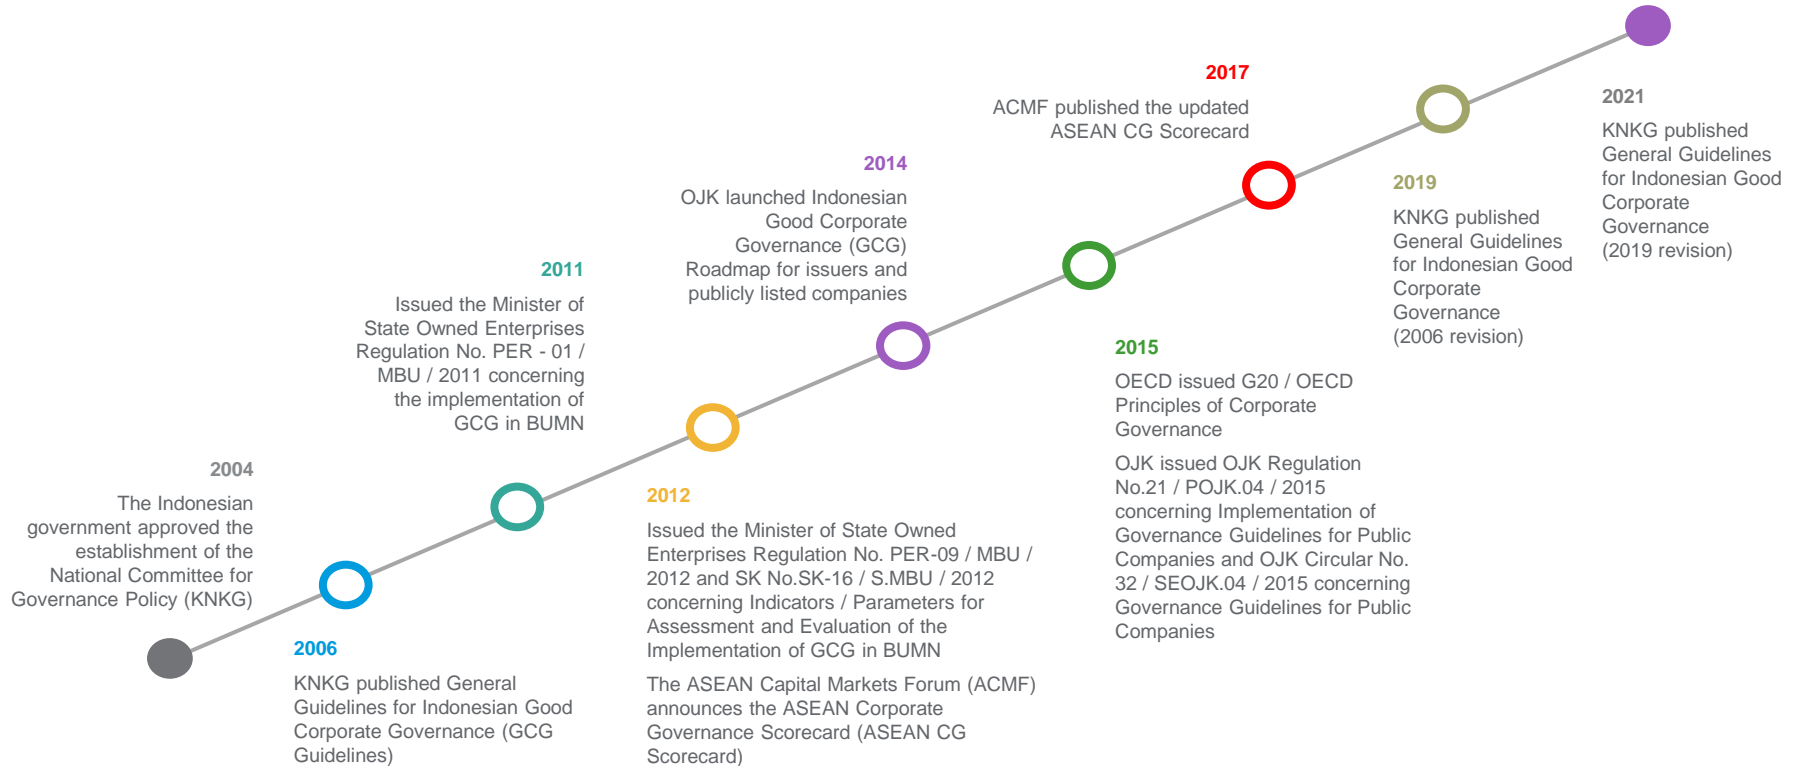 2004
The Indonesian
government approved the
establishment of the
National Committee for
Governance Policy (KNKG)
2006
KNKG published General
Guidelines for Indonesian Good
Corporate Governance (GCG
Guidelines)
2011
Issued the Minister of
State Owned Enterprises
Regulation No. PER - 01 /
MBU / 2011 concerning
the implementation of
GCG in BUMN
2012
Issued the Minister of State Owned
Enterprises Regulation No. PER-09 / MBU /
2012 and SK No.SK-16 / S.MBU / 2012
concerning Indicators / Parameters for
Assessment and Evaluation of the
Implementation of GCG in BUMN
The ASEAN Capital Markets Forum (ACMF)
announces the ASEAN Corporate
Governance Scorecard (ASEAN CG
Scorecard)
2014
OJK launched Indonesian
Good Corporate
Governance (GCG)
Roadmap for issuers and
publicly listed companies
2015
OECD issued G20 / OECD
Principles of Corporate
Governance
OJK issued OJK Regulation
No.21 / POJK.04 / 2015
concerning Implementation of
Governance Guidelines for Public
Companies and OJK Circular No.
32 / SEOJK.04 / 2015 concerning
Governance Guidelines for Public
Companies
2017
ACMF published the updated
ASEAN CG Scorecard
2019
KNKG published
General Guidelines
for Indonesian Good
Corporate
Governance
(2006 revision)
2021
KNKG published
General Guidelines
for Indonesian Good
Corporate
Governance
(2019 revision)